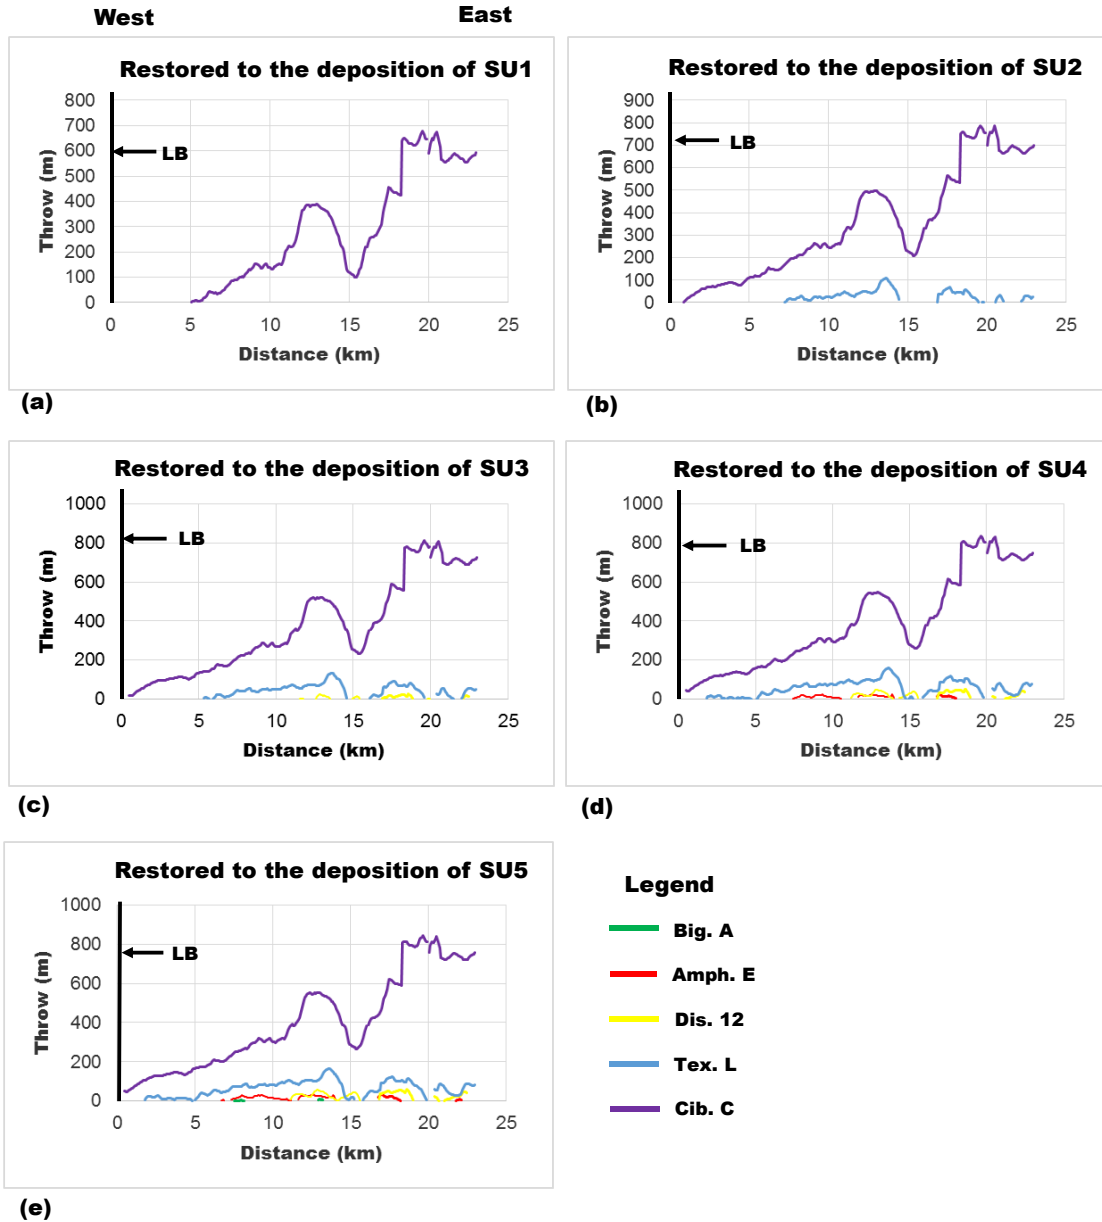 West
East
Restored to the deposition of SU1
800
700
600
500
400
300
200
100
0
LB
Throw (m)
0 5 10 15 20 25
Distance (km)
(a)
Restored to the deposition of SU2
900
800
700
600
500
400
300
200
100
0
LB
Throw (m)
0 5 10 15 20 25
Distance (km)
(b)
Restored to the deposition of SU3
1000
800
600
400
200
0
LB
Throw (m)
0 5 10 15 20 25
Distance (km)
(c)
Restored to the deposition of SU4
1000
800
600
400
200
0
LB
Throw (m)
0 5 10 15 20 25
Distance (km)
(d)
Restored to the deposition of SU5
1000
800
600
400
200
0
LB
Throw (m)
0 5 10 15 20 25
Distance (km)
(e)
Legend
Big. A
Amph. E
Dis. 12
Tex. L
Cib. C